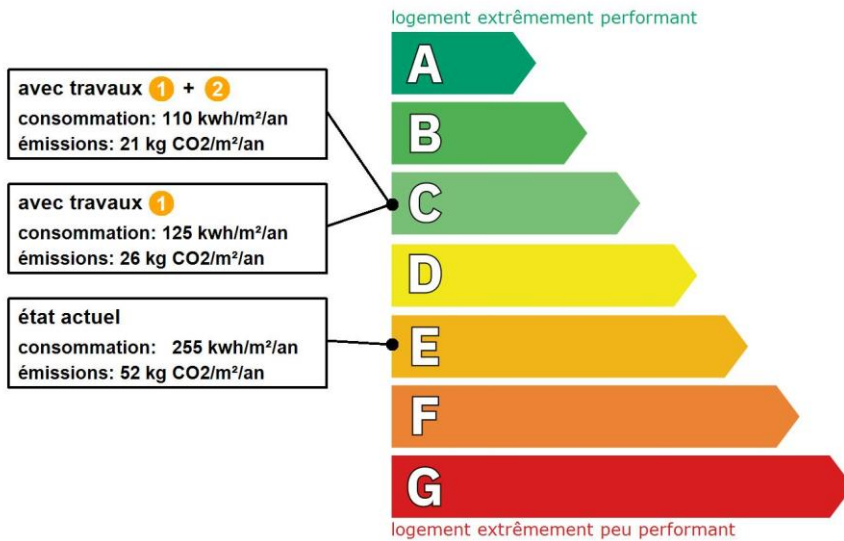 logement extrêmement performant
avec travaux 1 + 2
consommation: 110 kwh/m²/an
émissions: 21 kg CO2/m²/an
avec travaux 1
consommation: 125 kwh/m²/an
émissions: 26 kg CO2/m²/an
état actuel
consommation: 255 kwh/m²/an
émissions: 52 kg CO2/m²/an
A
B
C
D
E
F
G
logement extrêmement peu performant